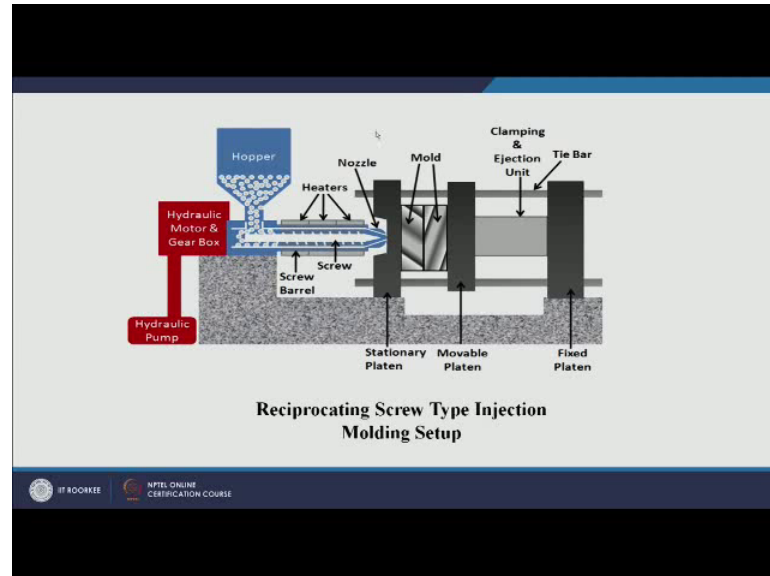 Hopper
Hydraulic
Motor &
Gear Box
Hydraulic
Pump
Heaters
Nozzle
Mold
Clamping
&
Ejection
Unit
Tie Bar
Screw
Screw
Barrel
Stationary
Platen
Movable
Platen
Fixed
Platen
Reciprocating Screw Type Injection
Molding Setup
IIT ROORKEE
NPTEL ONLINE
CERTIFICATION COURSE